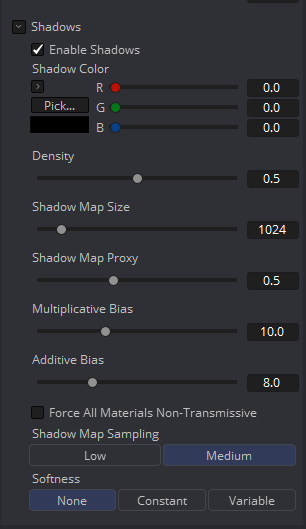 Shadows
Enable Shadows
Shadow Color
R 0.0
Pick... G 0.0
B 0.0
Density
0.5
Shadow Map Size
1024
Shadow Map Proxy
0.5
Multiplicative Bias
10.0
Additive Bias
8.0
Force All Materials Non-Transmissive
Shadow Map Sampling
Low Medium
Softness
None Constant Variable